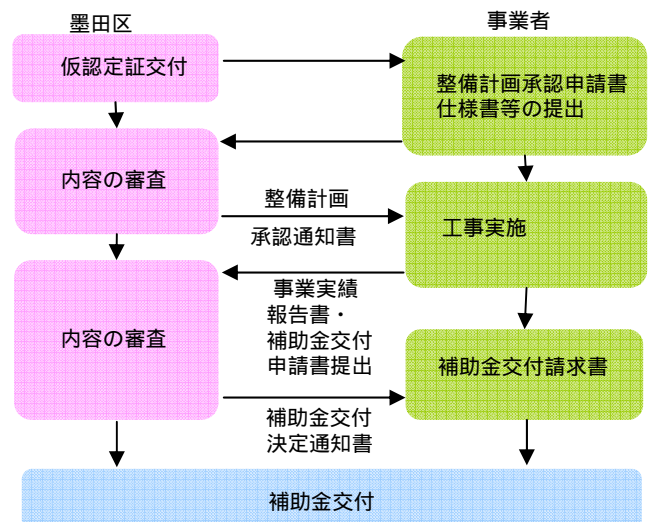 墨田区
事業者
仮認定証交付
整備計画承認申請書
仕様書等の提出
内容の審査
整備計画
承認通知書
工事実施
事業実績
報告書・
補助金交付
申請書提出
内容の審査
補助金交付請求書
補助金交付
決定通知書
補助金交付